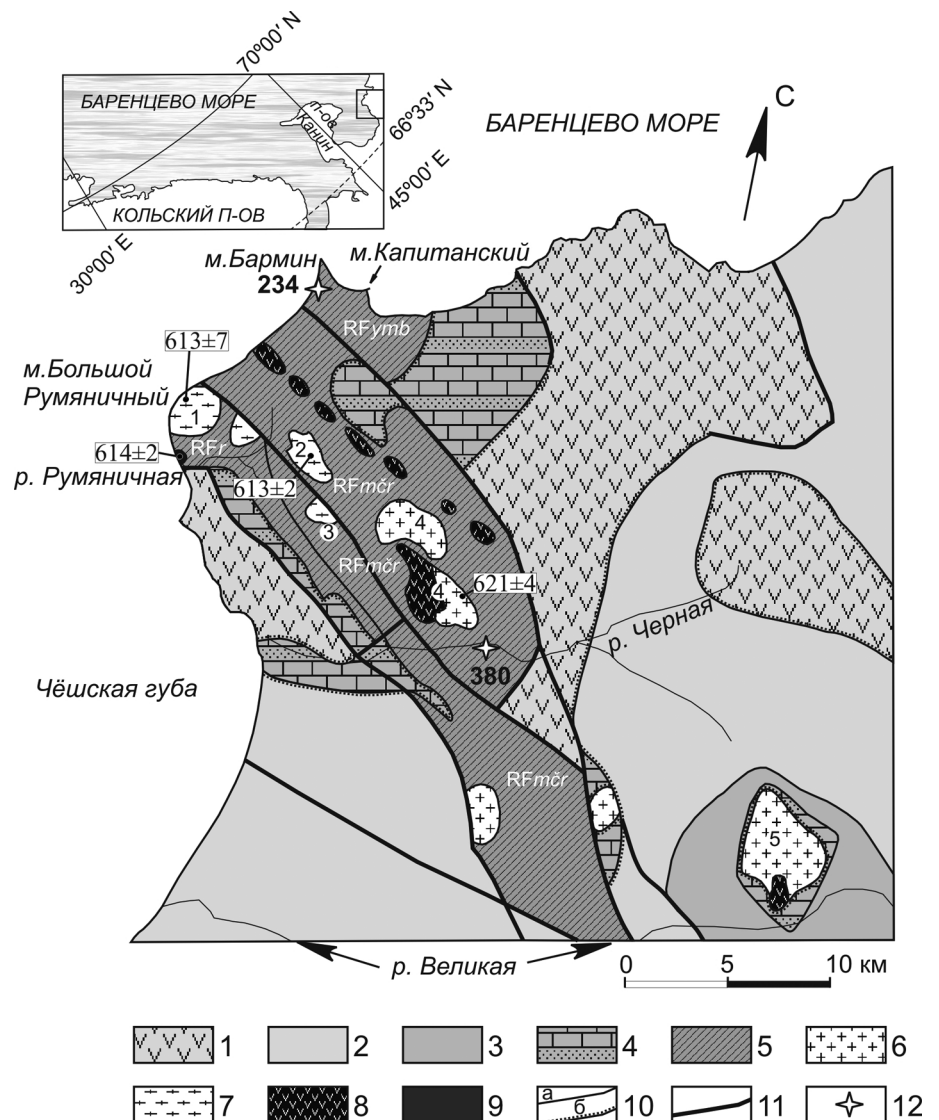 70°00′ N
БАРЕНЦЕВО МОРЕ
п-ов
Канин
66°33′ N
45°00′ E
КОЛЬСКИЙ П-ОВ
30°00′ E
БАРЕНЦЕВО МОРЕ
С
м.Бармин
234
м.Капитанский
RFymb
613±7
м.Большой
Румяничный
1
RFr
614±2
р. Румяничная
613±2
2
RFmčr
3
4
RFmčr
4
621±4
р. Черная
380
Чёшская губа
RFmčr
5
р. Великая
0 5 10 км
1 2 3 4 5 6
7 8 9 а б 10 11 12